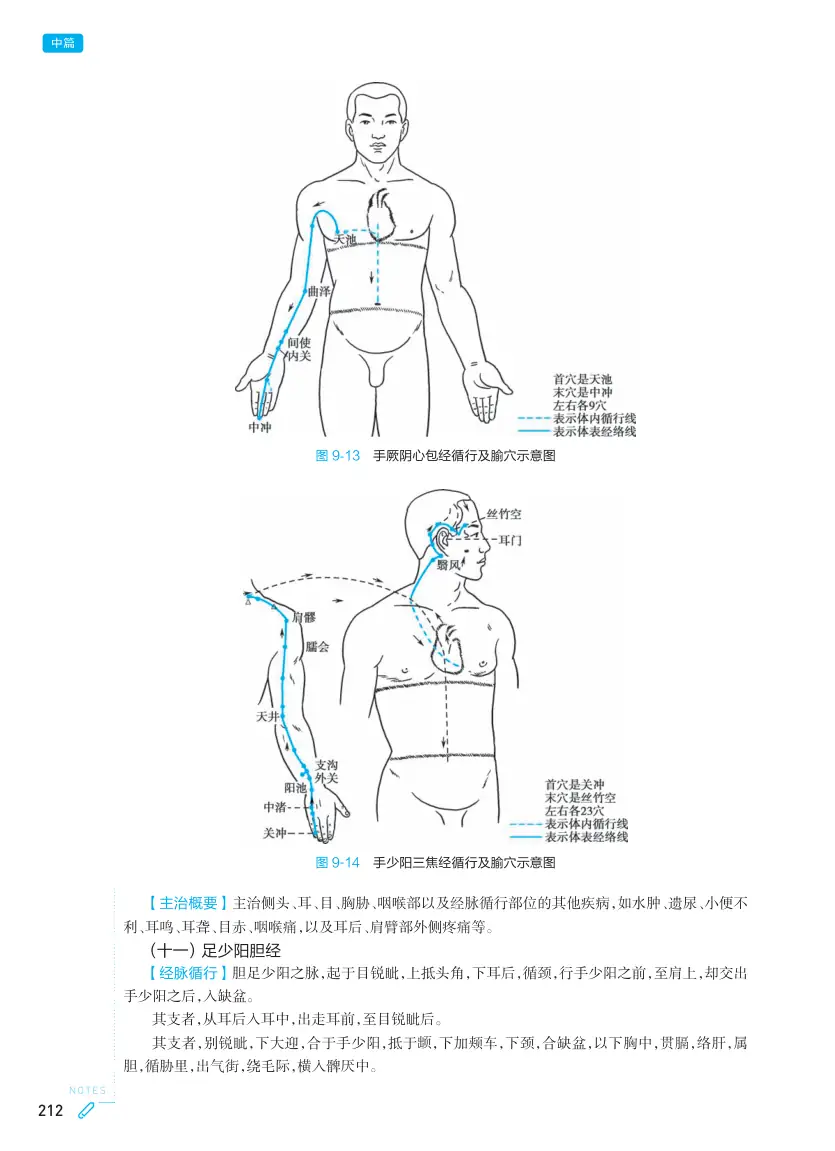 中篇
天池
曲泽
间使
内关
中冲
首穴是天池
末穴是中冲
左右各9穴
表示体内循行线
表示体表经络线
图 9-13 手厥阴心包经循行及腧穴示意图
丝竹空
耳门
翳风
肩髎
臑会
天井
支沟
外关
阳池
中渚
关冲
首穴是关冲
末穴是丝竹空
左右各23穴
表示体内循行线
表示体表经络线
图 9-14 手少阳三焦经循行及腧穴示意图
【主治概要】主治侧头、耳、目、胸胁、咽喉部以及经脉循行部位的其他疾病,如水肿、遗尿、小便不
利、耳鸣、耳聋、目赤、咽喉痛,以及耳后、肩臂部外侧疼痛等。
(十一)足少阳胆经
【经脉循行】胆足少阳之脉,起于目锐眦,上抵头角,下耳后,循颈,行手少阳之前,至肩上,却交出
手少阳之后,入缺盆。
其支者,从耳后入耳中,出走耳前,至目锐眦后。
其支者,别锐眦,下大迎,合于手少阳,抵于䪼,下加颊车,下颈,合缺盆,以下胸中,贯膈,络肝,属
胆,循胁里,出气街,绕毛际,横入髀厌中。
NOTES
212